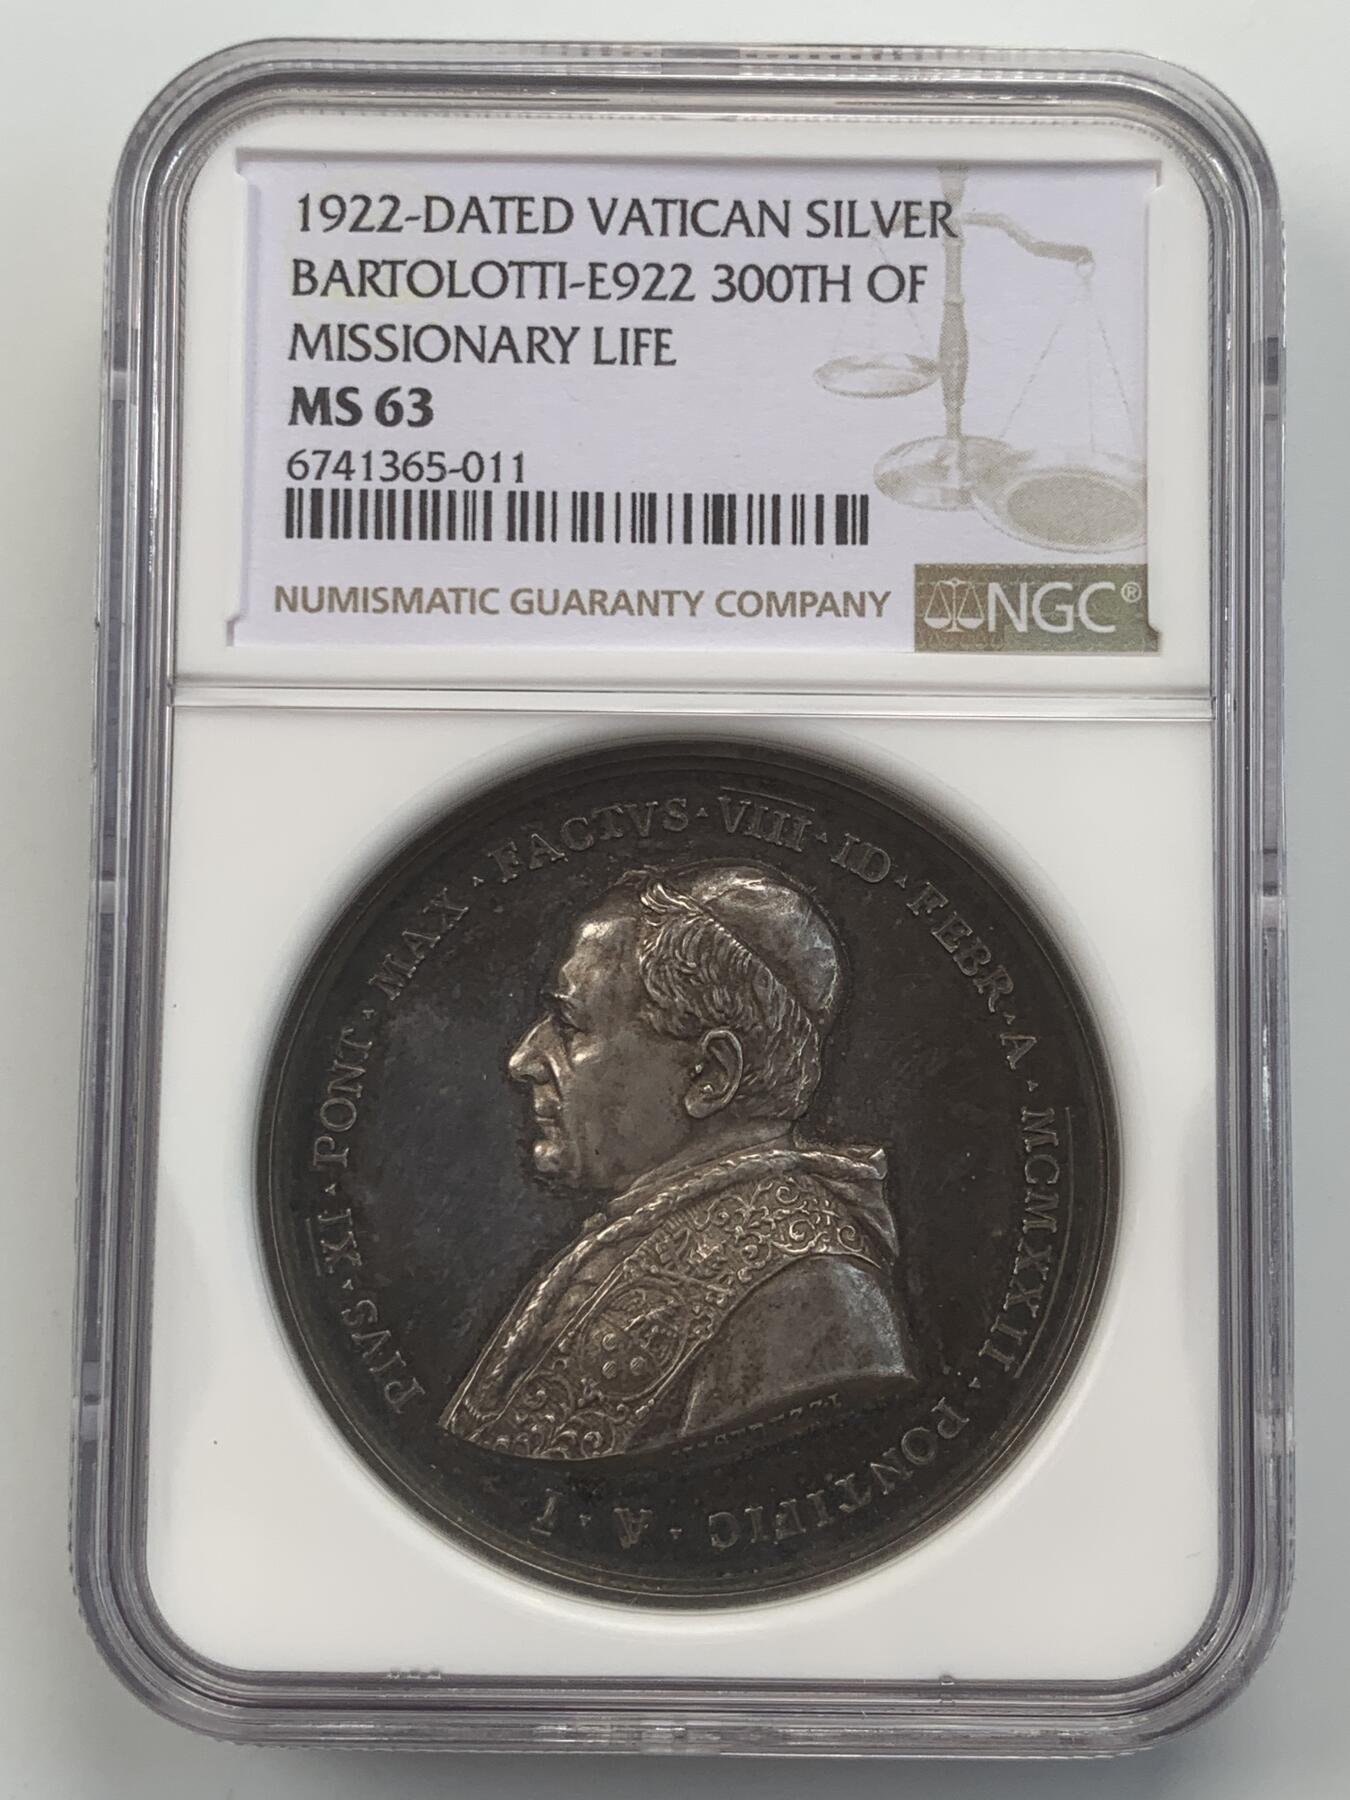 1922-DATED VATICAN SILVER
BARTOLOTTI-E922 300TH OF
MISSIONARY LIFE
MS 63
6741365-011
NUMISMATIC GUARANTY COMPANY
NGC®
PIVS · XI · PONT · MAX · FACTVS · VIII · ID · FEBR · A · MCMXXII · PONTIFIC · A · I